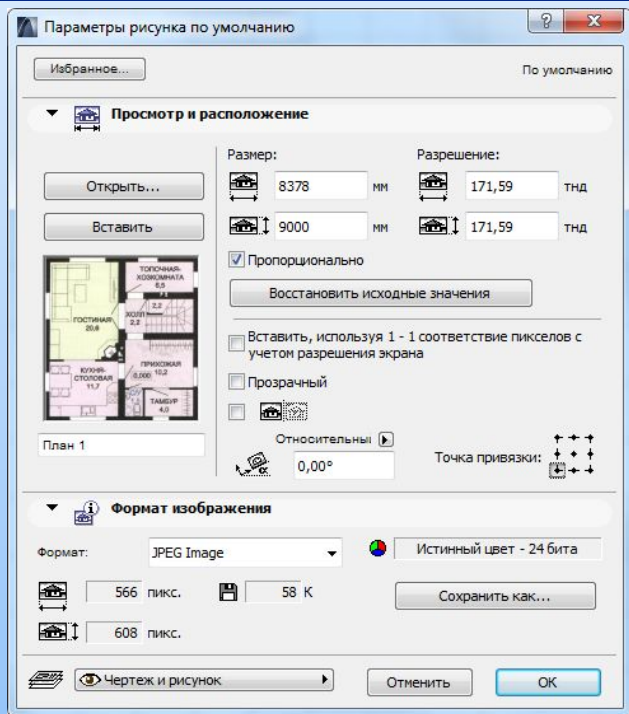 Параметры рисунка по умолчанию
Избранное...
По умолчанию
Просмотр и расположение
Размер: Разрешение:
Открыть... 8378 мм 171,59 тнд
Вставить 9000 мм 171,59 тнд
Пропорционально
Восстановить исходные значения
ТОПОЧНАЯ-
ХОЗКОМНАТА
6,5
ГОСТИНАЯ
20,6
ХОЛЛ
2,2
2,2
КУХНЯ-
СТОЛОВАЯ
11,7
ПРИХОЖАЯ
10,2
0,000
ТАМБУР
4,0
План 1
Вставить, используя 1 - 1 соответствие пикселов с
учетом разрешения экрана
Прозрачный
Относительны
α
0,00°
Точка привязки:
Формат изображения
Формат: JPEG Image Истинный цвет - 24 бита
566 пикс. 58 K Сохранить как...
608 пикс.
Чертеж и рисунок Отменить OK